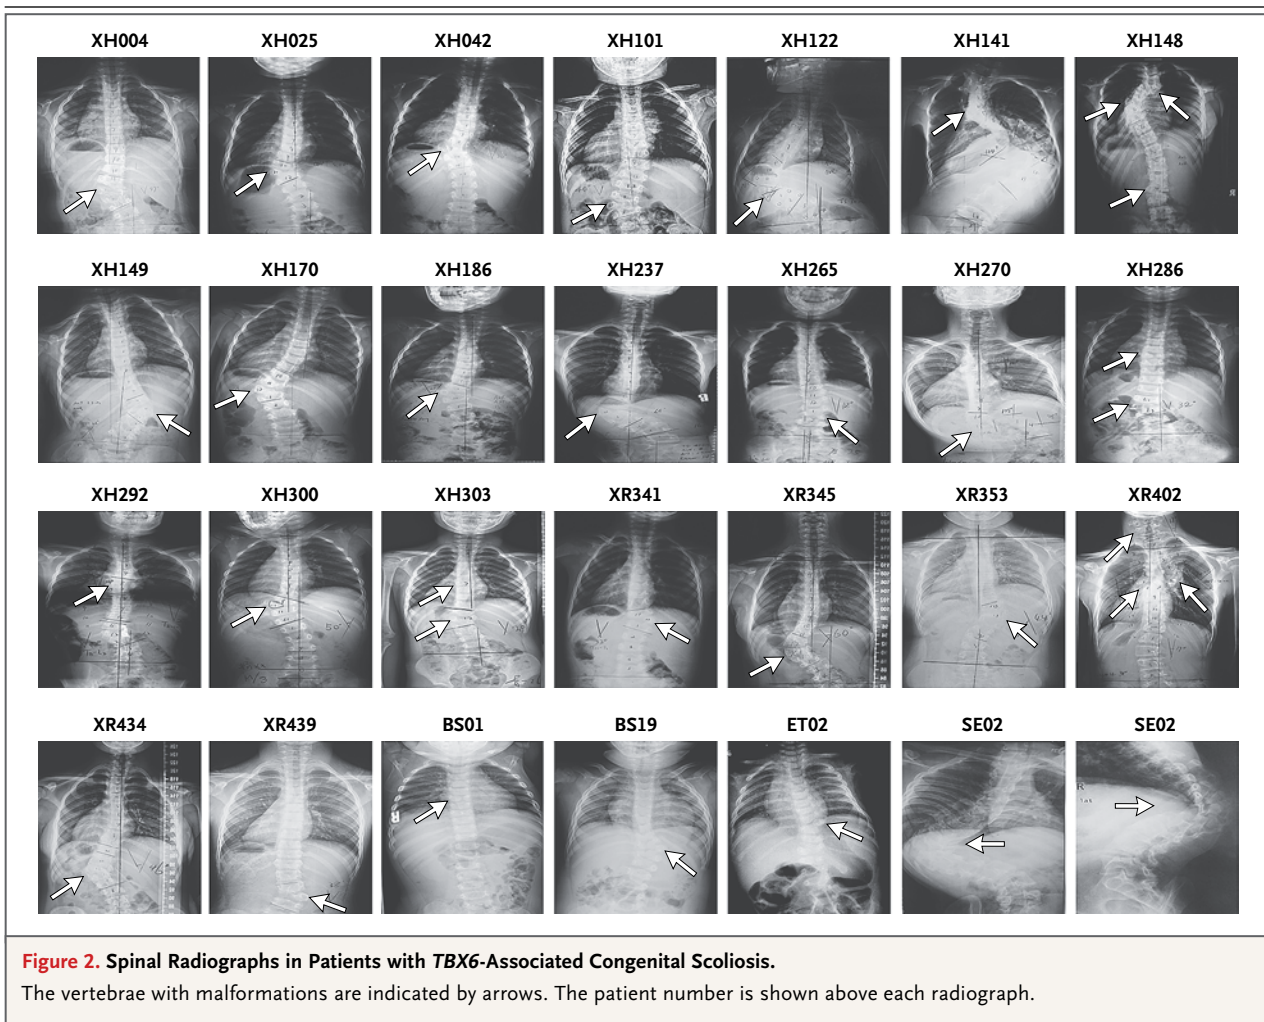 XH004 XH025 XH042 XH101 XH122 XH141 XH148
XH149 XH170 XH186 XH237 XH265 XH270 XH286
XH292 XH300 XH303 XR341 XR345 XR353 XR402
XR434 XR439 BS01 BS19 ET02 SE02 SE02
R
R
Figure 2. Spinal Radiographs in Patients with TBX6-Associated Congenital Scoliosis.
The vertebrae with malformations are indicated by arrows. The patient number is shown above each radiograph.